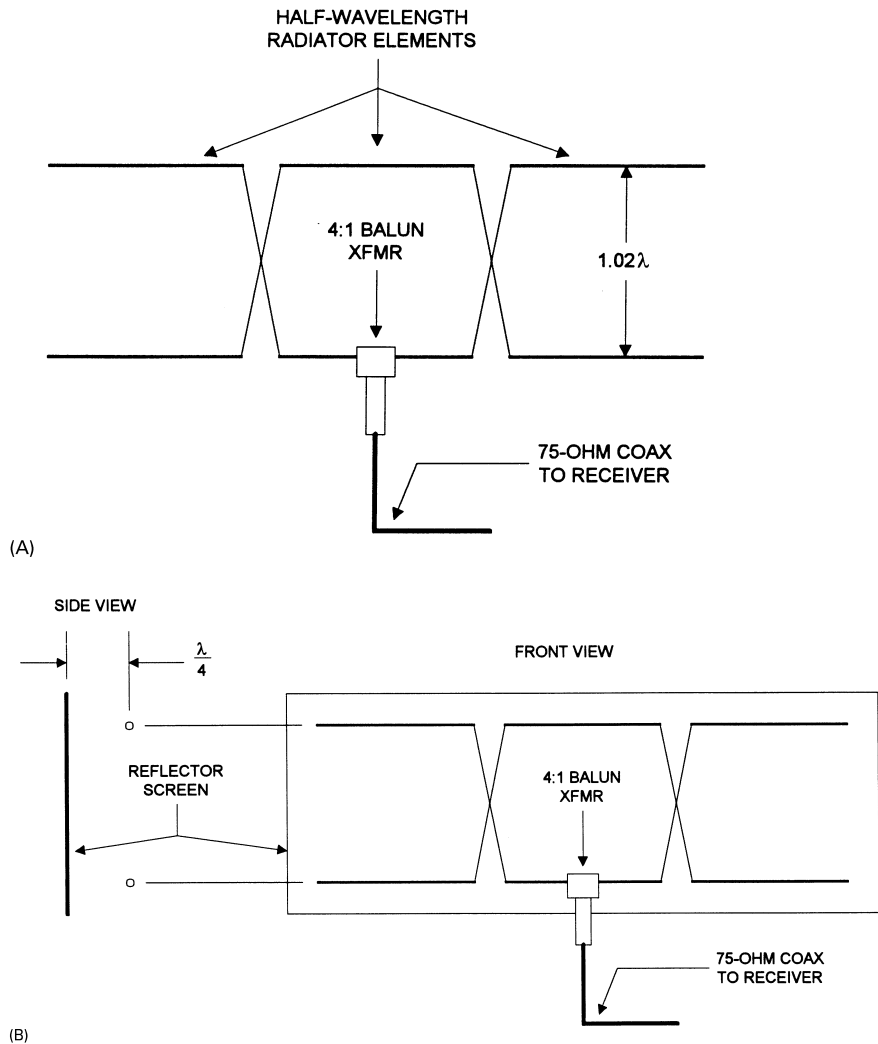 HALF-WAVELENGTH
RADIATOR ELEMENTS
4:1 BALUN
XFMR
1.02λ
75-OHM COAX
TO RECEIVER
(A)
SIDE VIEW
λ
4
FRONT VIEW
REFLECTOR
SCREEN
4:1 BALUN
XFMR
75-OHM COAX
TO RECEIVER
(B)